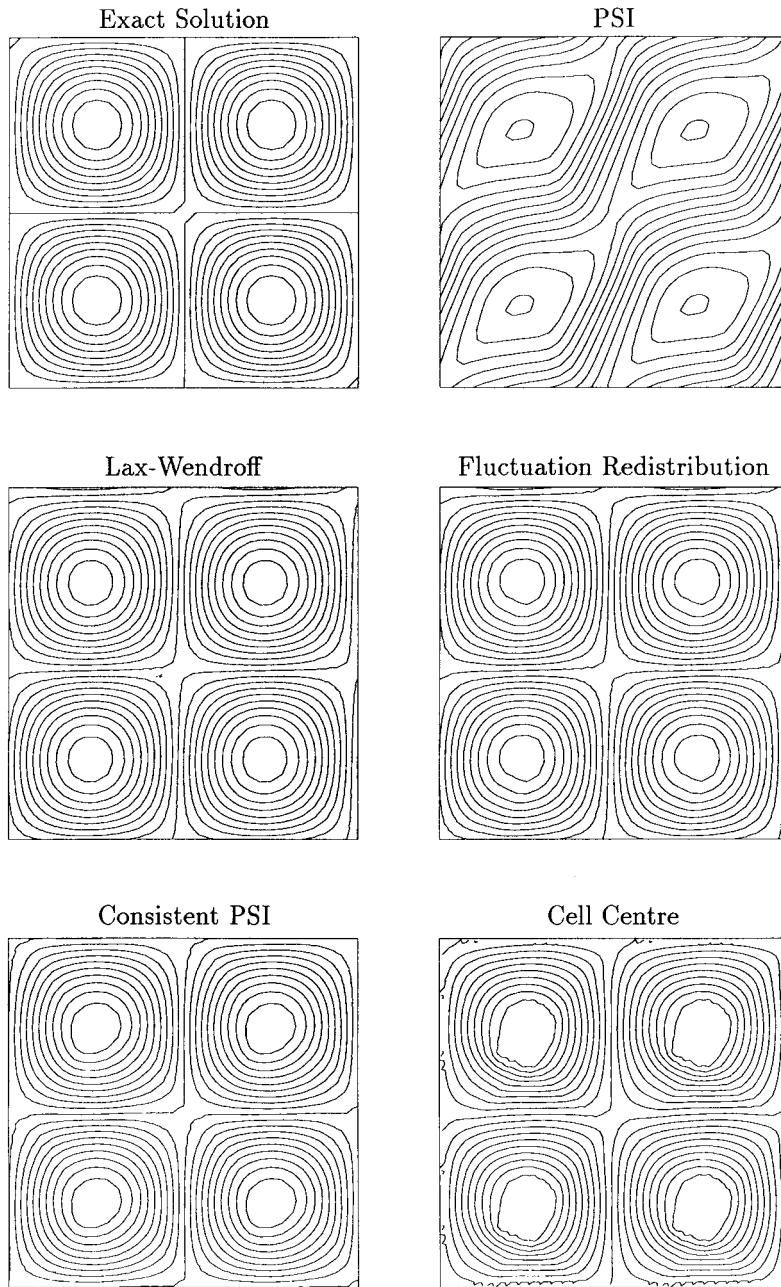 Exact Solution
PSI
Lax-Wendroff
Fluctuation Redistribution
Consistent PSI
Cell Centre